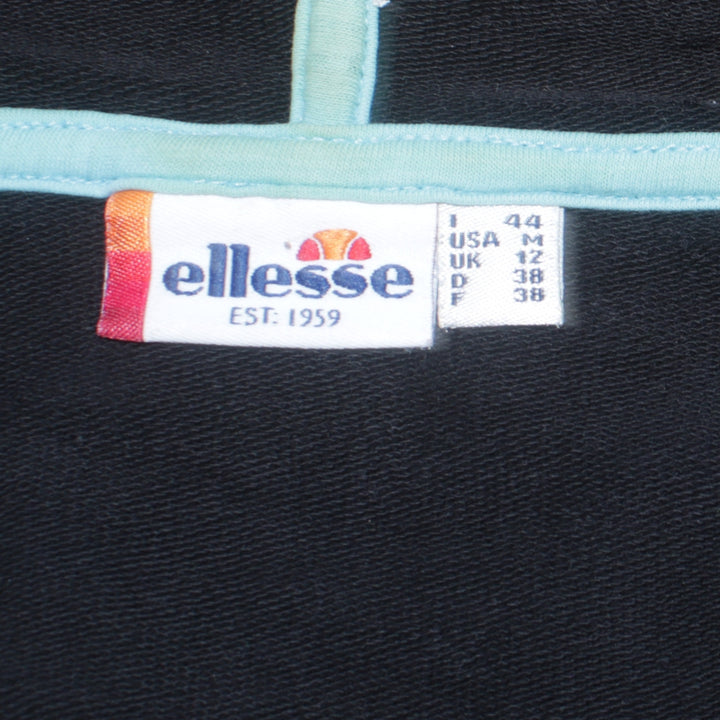 ellesse
EST: 1959
I 44
USA M
UK 12
D 38
F 38